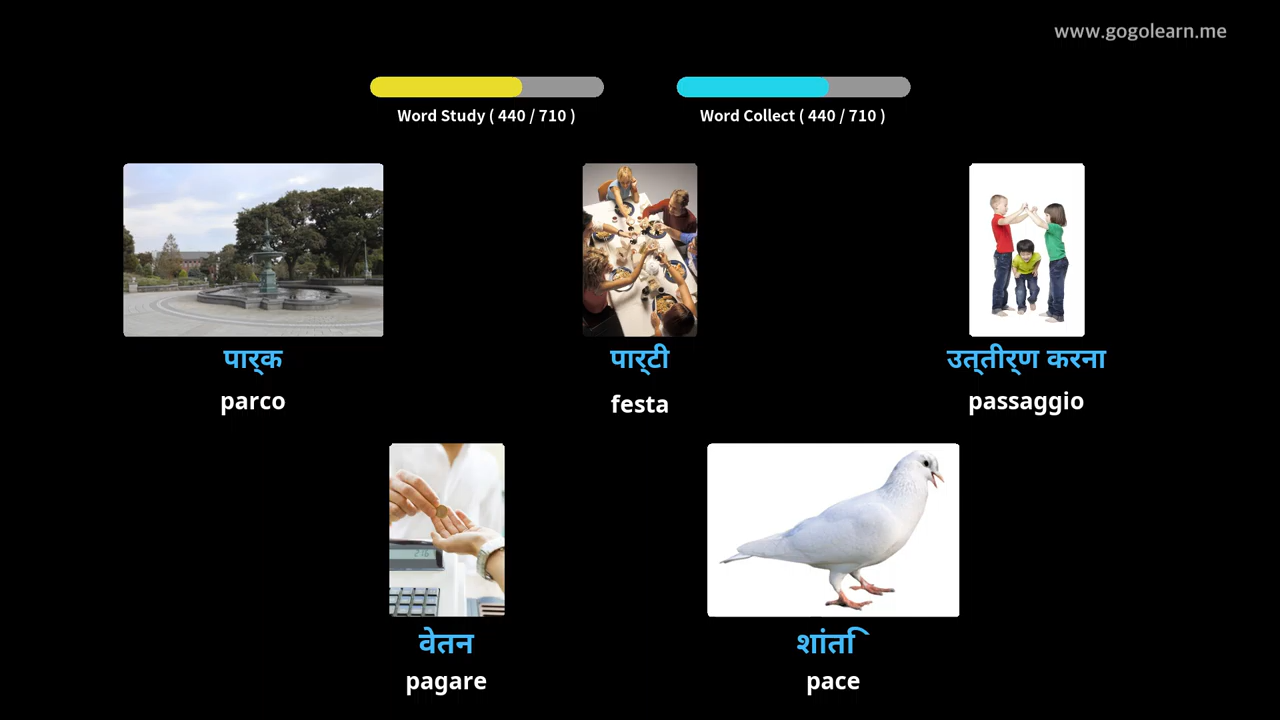 www.gogolearn.me
Word Study ( 440 / 710 )
Word Collect ( 440 / 710 )
पार्क
parco
पार्टी
festa
उत्तीर्ण करना
passaggio
वेतन
pagare
शांति
pace